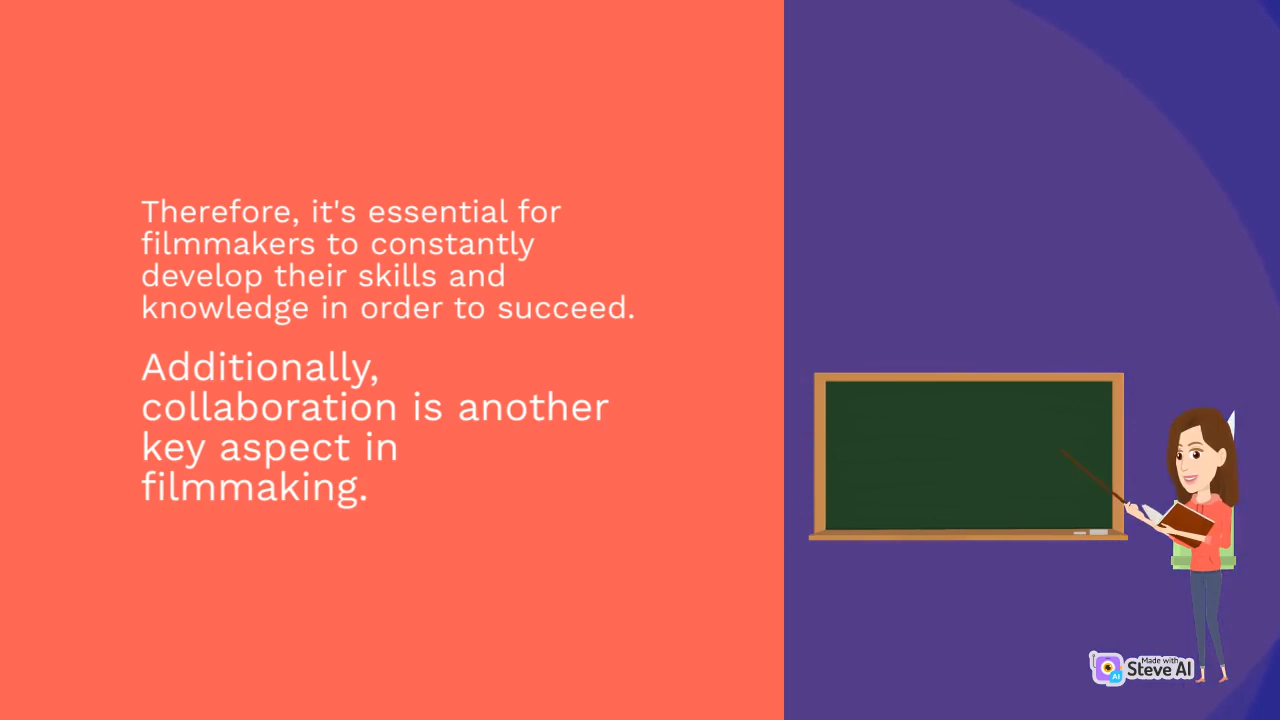 Therefore, it's essential for
filmmakers to constantly
develop their skills and
knowledge in order to succeed.
Additionally,
collaboration is another
key aspect in
filmmaking.
Made with
Steve AI
AI